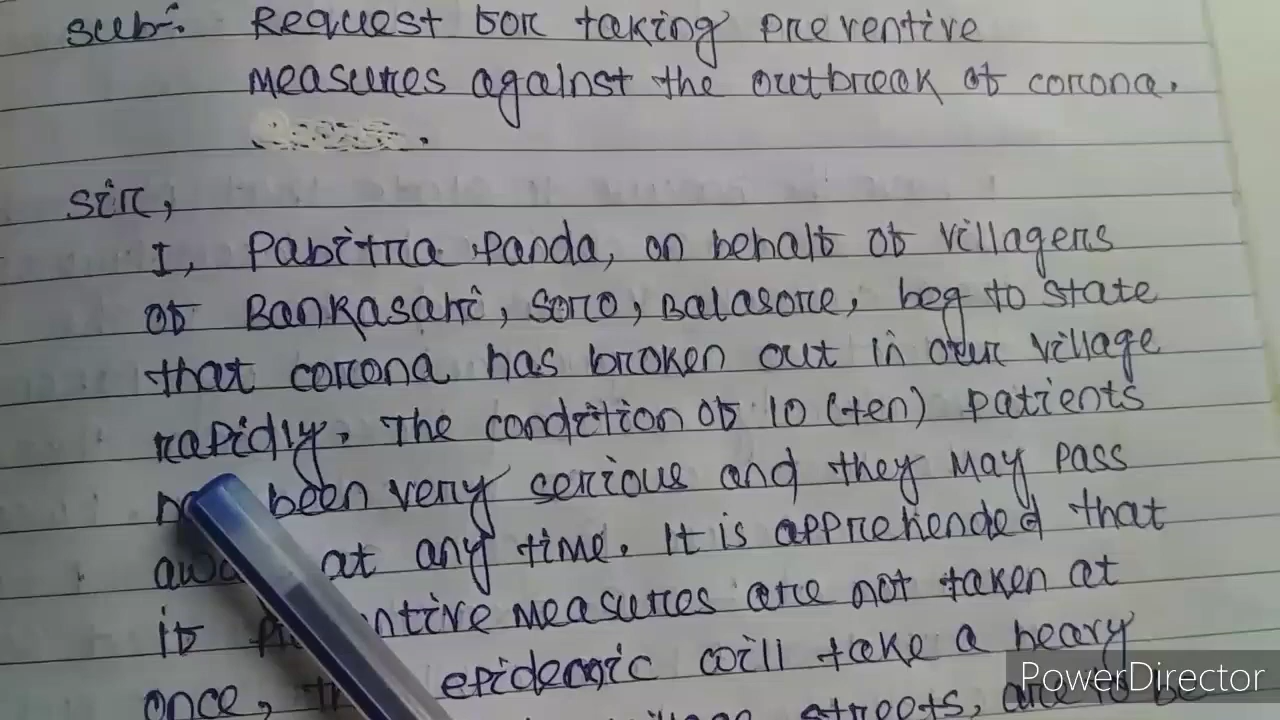 Sub:- Request for taking preventive
measures against the outbreak of corona.
Sir,
I, Pabitra Panda, on behalf of villagers
of Bankasahi, Soro, Balasore, beg to state
that corona has broken out in our village
rapidly. The condition of 10 (ten) patients
been very serious and they may pass
at any time. It is apprehended that
if measures are not taken at
once, epidemic will take a heavy
streets, are to be
PowerDirector